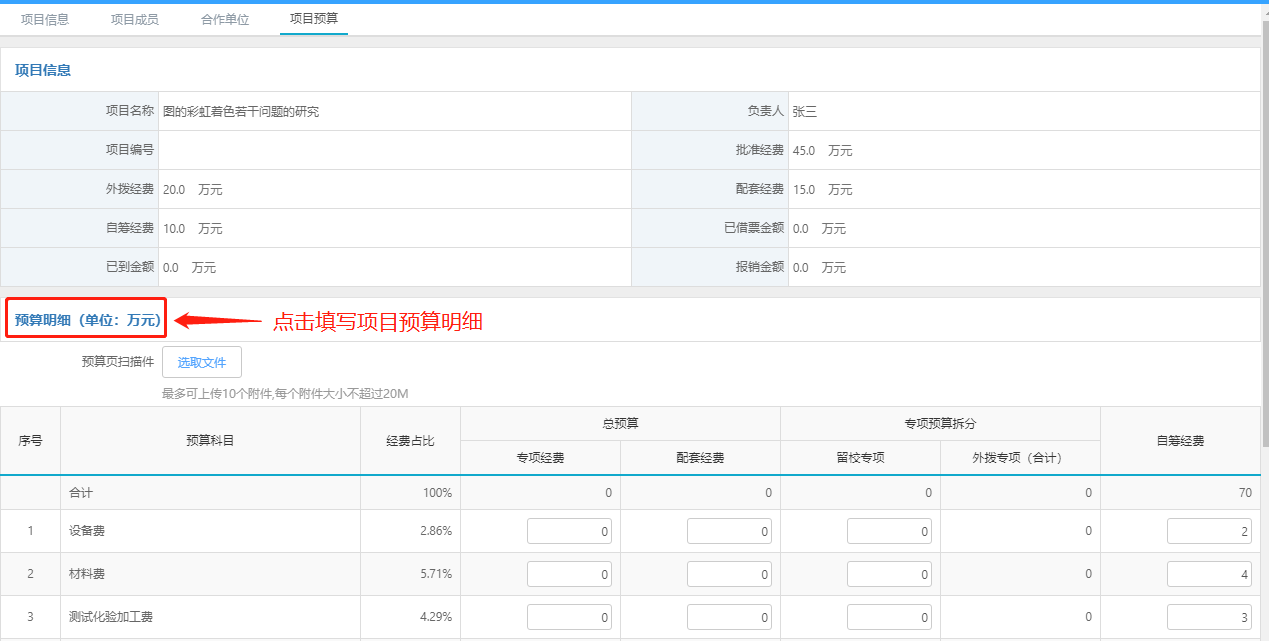 项目信息 项目成员 合作单位 项目预算
项目信息
项目名称 图的彩虹着色若干问题的研究 负责人 张三
项目编号 批准经费 45.0 万元
外拨经费 20.0 万元 配套经费 15.0 万元
自筹经费 10.0 万元 已借票金额 0.0 万元
已到金额 0.0 万元 报销金额 0.0 万元
预算明细（单位：万元） 点击填写项目预算明细
预算页扫描件 选取文件
最多可上传10个附件,每个附件大小不超过20M
序号 预算科目 经费占比 总预算 专项预算拆分 自筹经费
专项经费 配套经费 留校专项 外拨专项（合计）
合计 100% 0 0 0 0 70
1 设备费 2.86% 0 0 0 0 2
2 材料费 5.71% 0 0 0 0 4
3 测试化验加工费 4.29% 0 0 0 0 3